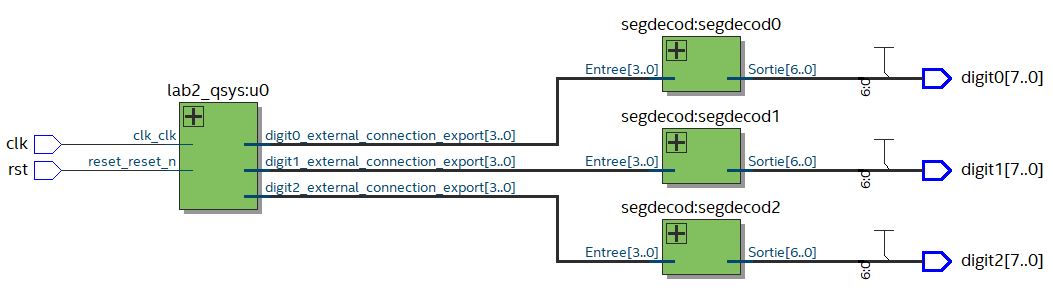 segdecod:segdecod0
Entree[3..0]
Sortie[6..0]
6:0
digit0[7..0]
lab2_qsys:u0
clk
clk_clk
digit0_external_connection_export[3..0]
rst
reset_reset_n
digit1_external_connection_export[3..0]
digit2_external_connection_export[3..0]
segdecod:segdecod1
Entree[3..0]
Sortie[6..0]
6:0
digit1[7..0]
segdecod:segdecod2
Entree[3..0]
Sortie[6..0]
6:0
digit2[7..0]